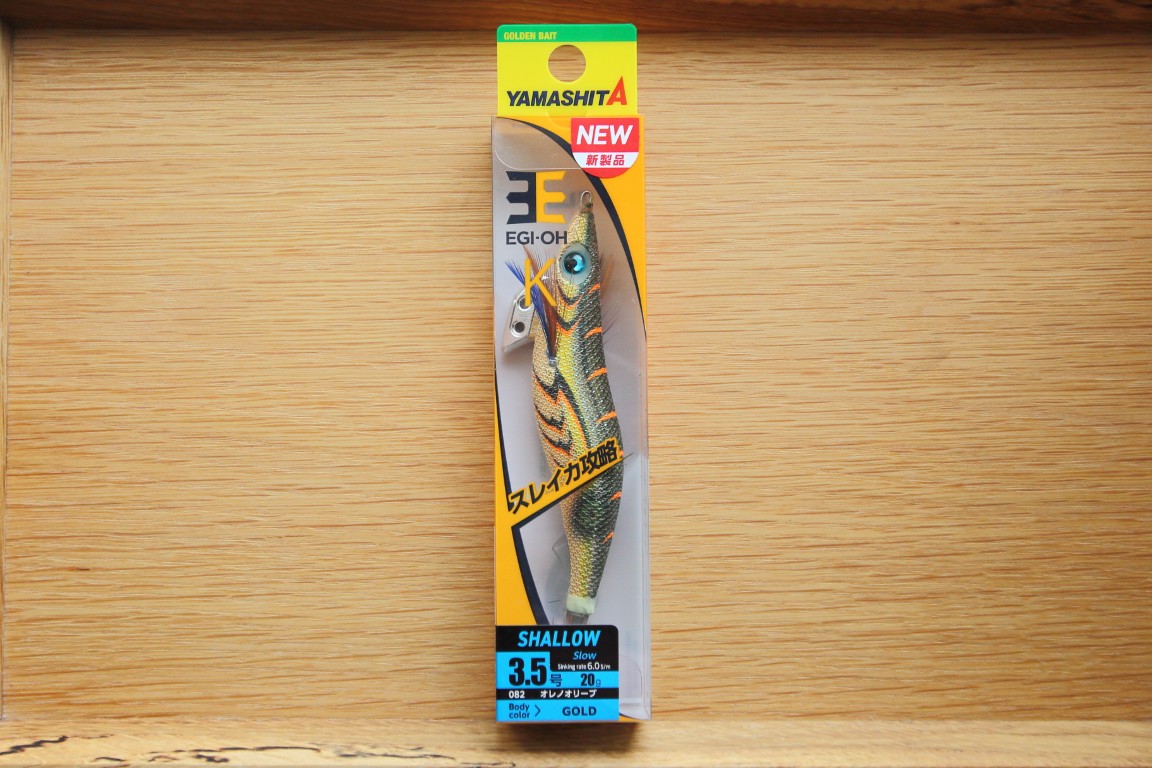 GOLDEN BAIT
YAMASHITA
NEW
新製品
EGI-OH
K
スレイカ攻略
SHALLOW
Slow
Sinking rate 6.0 s/m
3.5号 20g
082 オレノオリーブ
Body color > GOLD